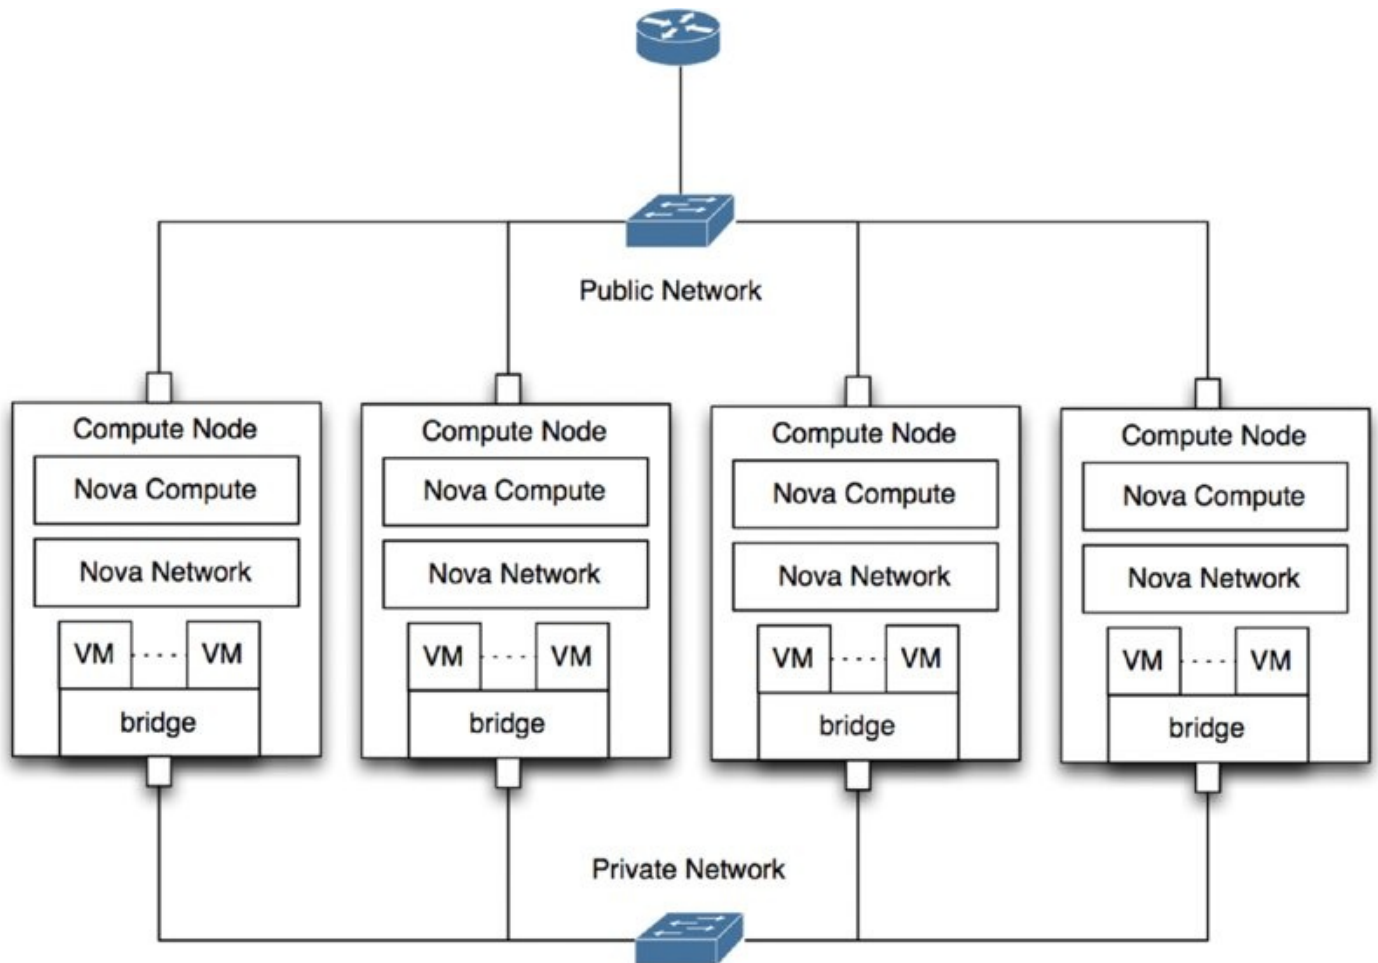 Public Network
Compute Node
Nova Compute
Nova Network
VM ..... VM
bridge
Compute Node
Nova Compute
Nova Network
VM ..... VM
bridge
Compute Node
Nova Compute
Nova Network
VM ..... VM
bridge
Compute Node
Nova Compute
Nova Network
VM ..... VM
bridge
Private Network